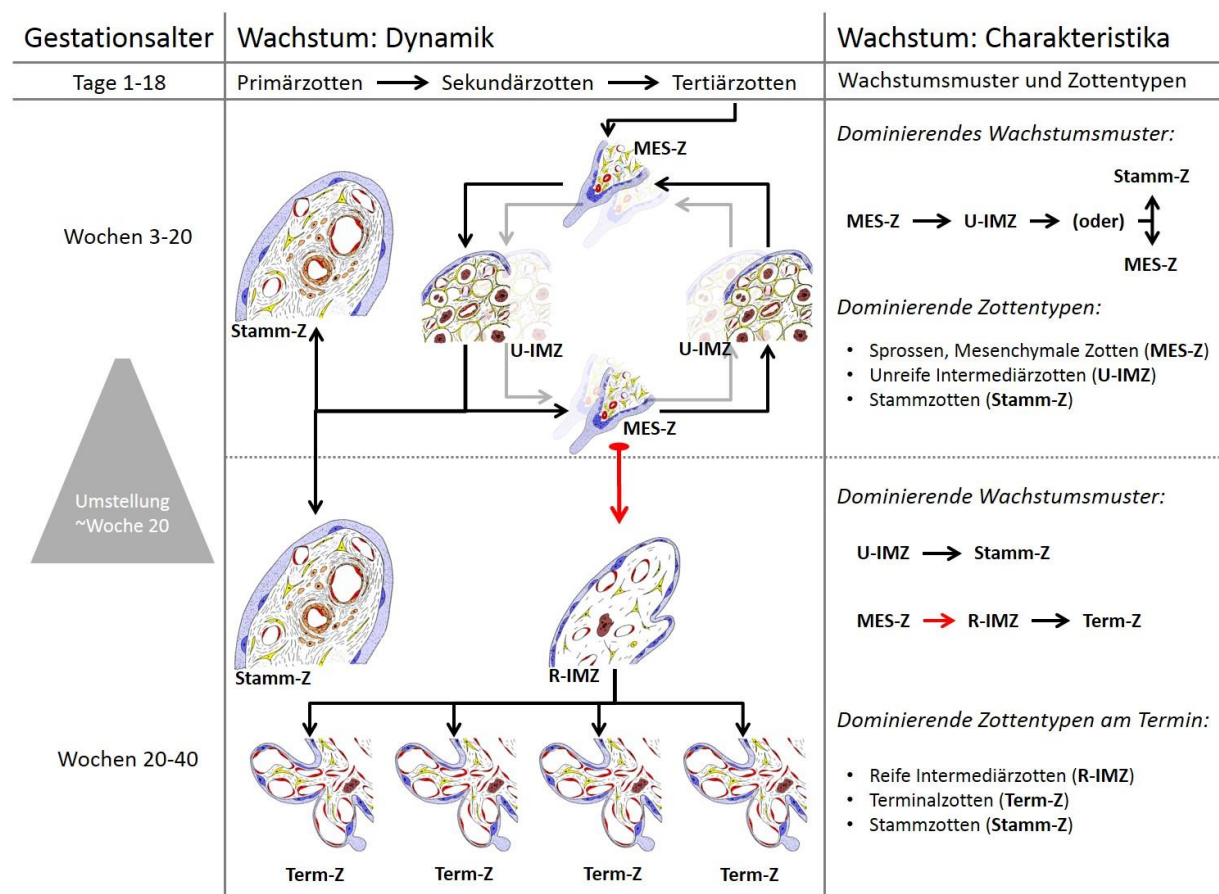 Gestationsalter
Wachstum: Dynamik
Wachstum: Charakteristika
Tage 1-18
Primärzotten
Sekundärzotten
Tertiärzotten
Wachstumsmuster und Zottentypen
Wochen 3-20
MES-Z
Stamm-Z
U-IMZ
U-IMZ
MES-Z
Dominierendes Wachstumsmuster:
Stamm-Z
MES-Z
U-IMZ
(oder)
MES-Z
Dominierende Zottentypen:
• Sprossen, Mesenchymale Zotten (MES-Z)
• Unreife Intermediärzotten (U-IMZ)
• Stammzotten (Stamm-Z)
Umstellung
~Woche 20
Stamm-Z
R-IMZ
Dominierende Wachstumsmuster:
U-IMZ
Stamm-Z
MES-Z
R-IMZ
Term-Z
Wochen 20-40
Term-Z
Term-Z
Term-Z
Term-Z
Dominierende Zottentypen am Termin:
• Reife Intermediärzotten (R-IMZ)
• Terminalzotten (Term-Z)
• Stammzotten (Stamm-Z)